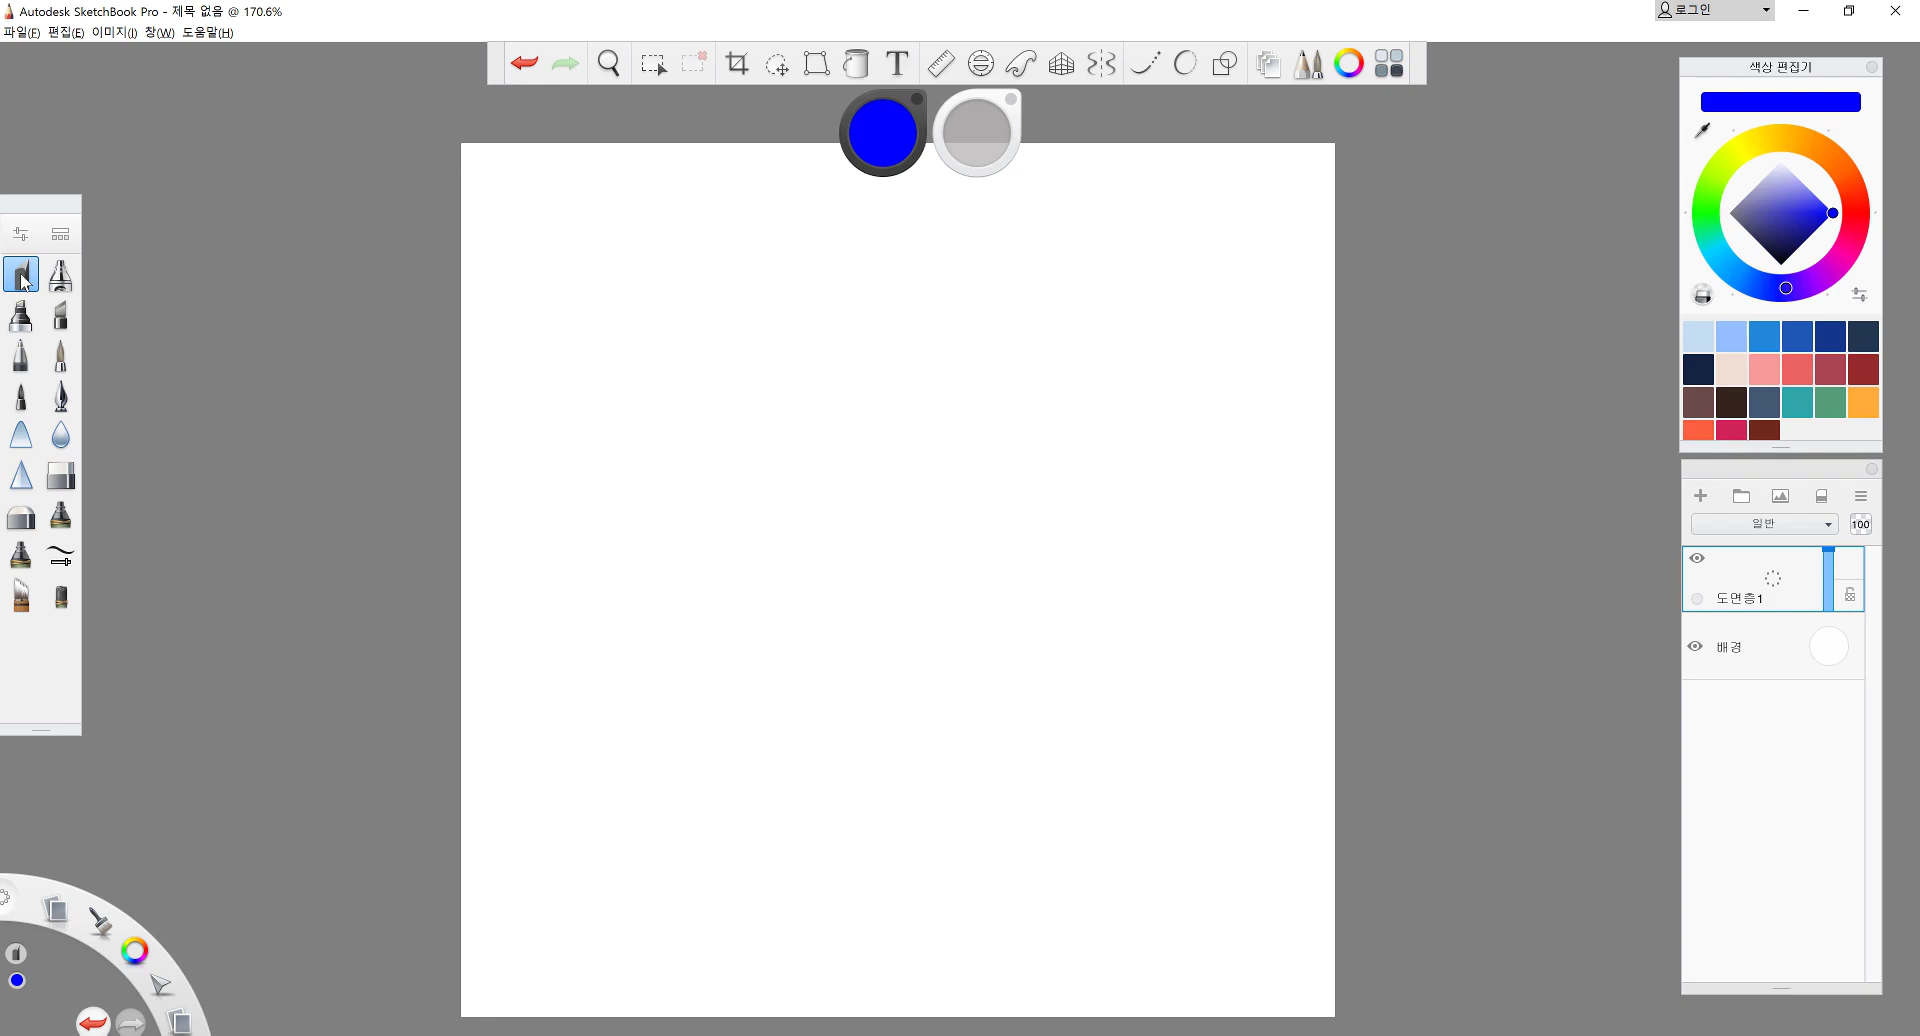 Autodesk SketchBook Pro - 제목 없음 @ 170.6%
로그인
파일(F) 편집(E) 이미지(I) 창(W) 도움말(H)
T
색상 편집기
일반
100
도면층1
배경